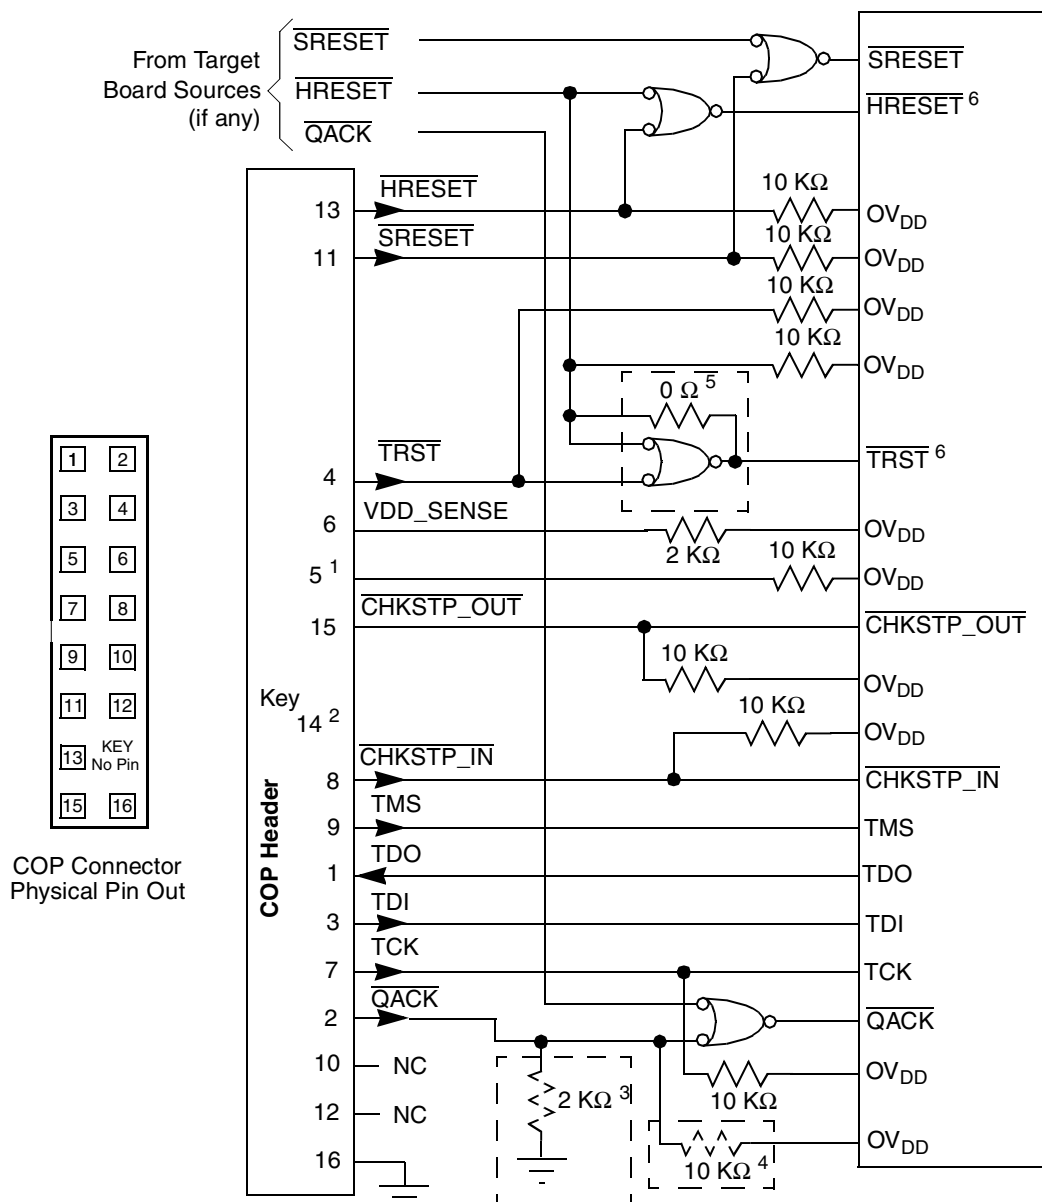 From Target
Board Sources
(if any)
SRESET
HRESET
QACK
SRESET
HRESET 6
13 HRESET 10 KΩ OVDD
11 SRESET 10 KΩ OVDD
10 KΩ OVDD
10 KΩ OVDD
0 Ω 5
4 TRST TRST 6
6 VDD_SENSE 2 KΩ OVDD
5 1 10 KΩ OVDD
15 CHKSTP_OUT CHKSTP_OUT
10 KΩ OVDD
Key
14 2
10 KΩ OVDD
8 CHKSTP_IN CHKSTP_IN
9 TMS TMS
1 TDO TDO
3 TDI TDI
7 TCK TCK
2 QACK QACK
10 NC
10 KΩ OVDD
2 KΩ 3
12 NC
10 KΩ 4 OVDD
16
COP Header
1 2
3 4
5 6
7 8
9 10
11 12
13 KEY
No Pin
15 16
COP Connector
Physical Pin Out